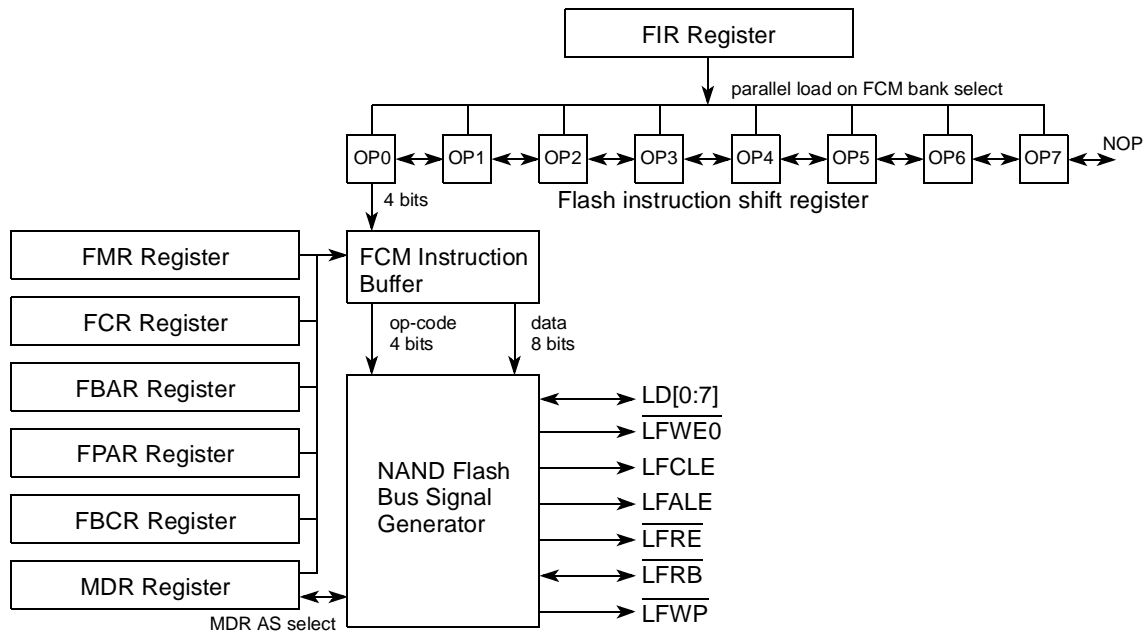 FIR Register
parallel load on FCM bank select
OP0 OP1 OP2 OP3 OP4 OP5 OP6 OP7 NOP
Flash instruction shift register
4 bits
FMR Register
FCM Instruction
Buffer
FCR Register
op-code
4 bits
data
8 bits
FBAR Register
FPAR Register
FBCR Register
MDR Register
MDR AS select
NAND Flash
Bus Signal
Generator
LD[0:7]
LFWE0
LFCLE
LFALE
LFRE
LFRB
LFWP